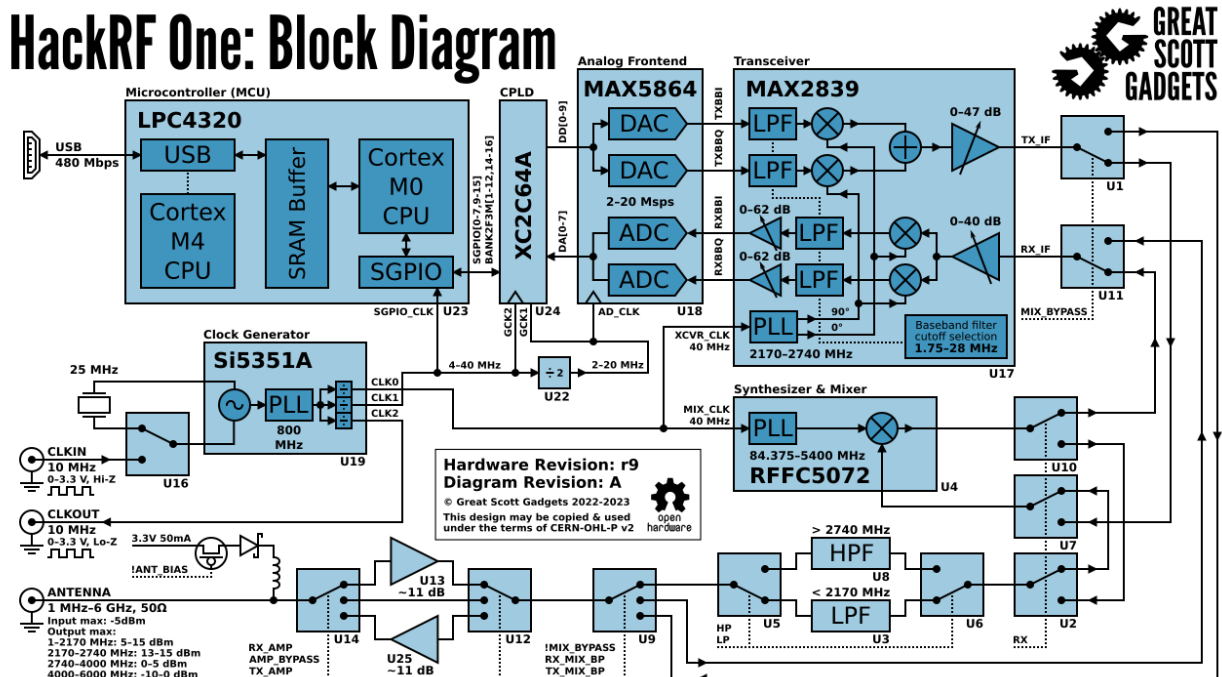 HackRF One: Block Diagram
GREAT
SCOTT
GADGETS
Microcontroller (MCU)
LPC4320
USB
480 Mbps
USB
Cortex
M4
CPU
SRAM Buffer
Cortex
M0
CPU
SGPIO
SGPIO_CLK
U23
SGPIO[0-7,9-15]
BANK2F3M[1-12,14-16]
CPLD
XC2C64A
U24
GCK2
GCK1
DD[0-9]
DA[0-7]
Analog Frontend
MAX5864
DAC
DAC
2–20 Msps
ADC
ADC
AD_CLK
U18
TXBBI
TXBBQ
RXBBI
RXBBQ
Transceiver
MAX2839
LPF
LPF
0–47 dB
0–62 dB
LPF
0–62 dB
LPF
0–40 dB
PLL
90°
0°
2170–2740 MHz
Baseband filter
cutoff selection
1.75–28 MHz
U17
XCVR_CLK
40 MHz
TX_IF
U1
RX_IF
U11
MIX_BYPASS
Clock Generator
Si5351A
25 MHz
PLL
800
MHz
÷
÷
÷
CLK0
CLK1
CLK2
U19
4–40 MHz
÷2
U22
2–20 MHz
U16
CLKIN
10 MHz
0–3.3 V, Hi-Z
CLKOUT
10 MHz
0–3.3 V, Lo-Z
Synthesizer & Mixer
MIX_CLK
40 MHz
PLL
84.375–5400 MHz
RFFC5072
U4
U10
U7
Hardware Revision: r9
Diagram Revision: A
© Great Scott Gadgets 2022-2023
This design may be copied & used
under the terms of CERN-OHL-P v2
open
hardware
3.3V 50mA
!ANT_BIAS
ANTENNA
1 MHz–6 GHz, 50Ω
Input max: -5dBm
Output max:
1–2170 MHz: 5–15 dBm
2170–2740 MHz: 13–15 dBm
2740–4000 MHz: 0–5 dBm
4000–6000 MHz: -10–0 dBm
U14
RX_AMP
AMP_BYPASS
TX_AMP
U13
~11 dB
U25
~11 dB
U12
U9
!MIX_BYPASS
RX_MIX_BP
TX_MIX_BP
U5
HP
LP
> 2740 MHz
HPF
U8
< 2170 MHz
LPF
U3
U6
U2
RX